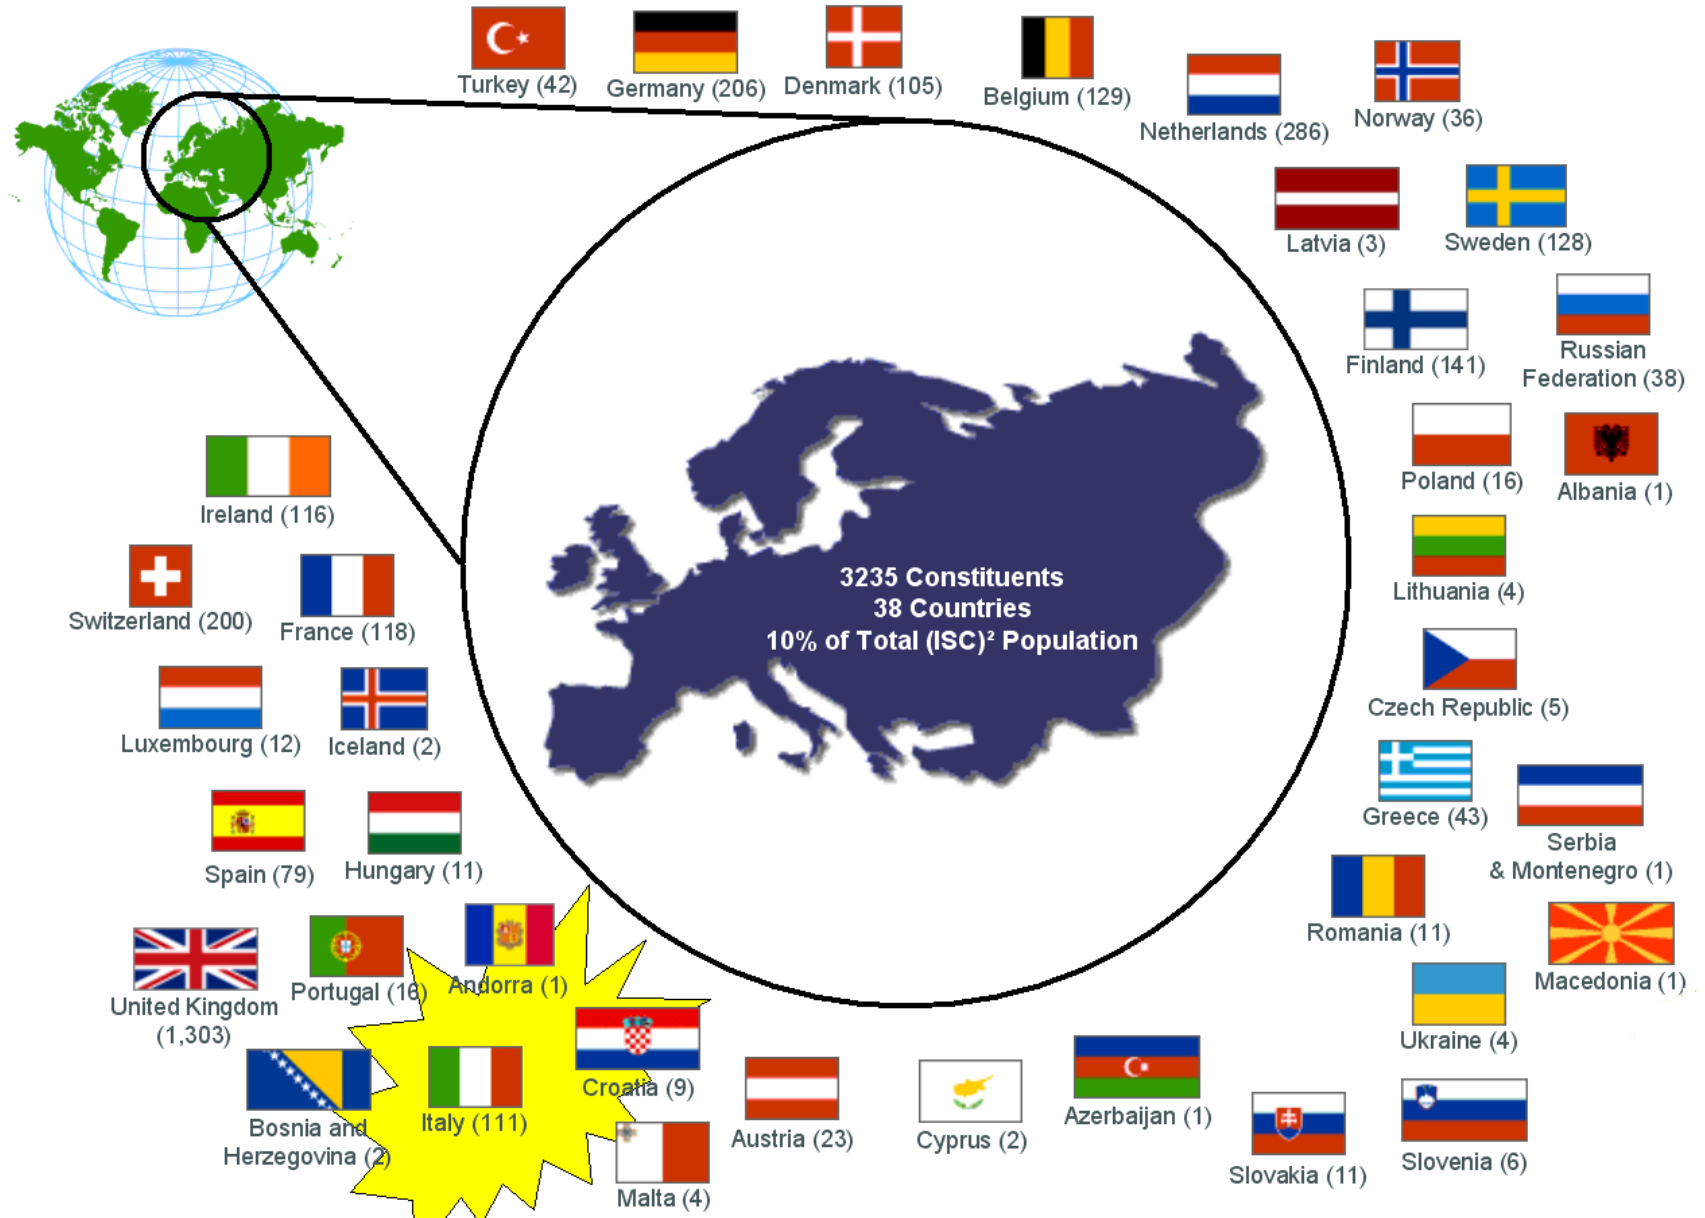 Turkey (42)
Germany (206)
Denmark (105)
Belgium (129)
Netherlands (286)
Norway (36)
Latvia (3)
Sweden (128)
Finland (141)
Russian
Federation (38)
Poland (16)
Albania (1)
Lithuania (4)
Czech Republic (5)
Greece (43)
Serbia
& Montenegro (1)
Romania (11)
Macedonia (1)
Ukraine (4)
Slovenia (6)
Slovakia (11)
Azerbaijan (1)
Cyprus (2)
Austria (23)
Malta (4)
Croatia (9)
Italy (111)
Bosnia and
Herzegovina (2)
Andorra (1)
Portugal (16)
United Kingdom
(1,303)
Hungary (11)
Spain (79)
Iceland (2)
Luxembourg (12)
France (118)
Switzerland (200)
Ireland (116)
3235 Constituents
38 Countries
10% of Total (ISC)² Population